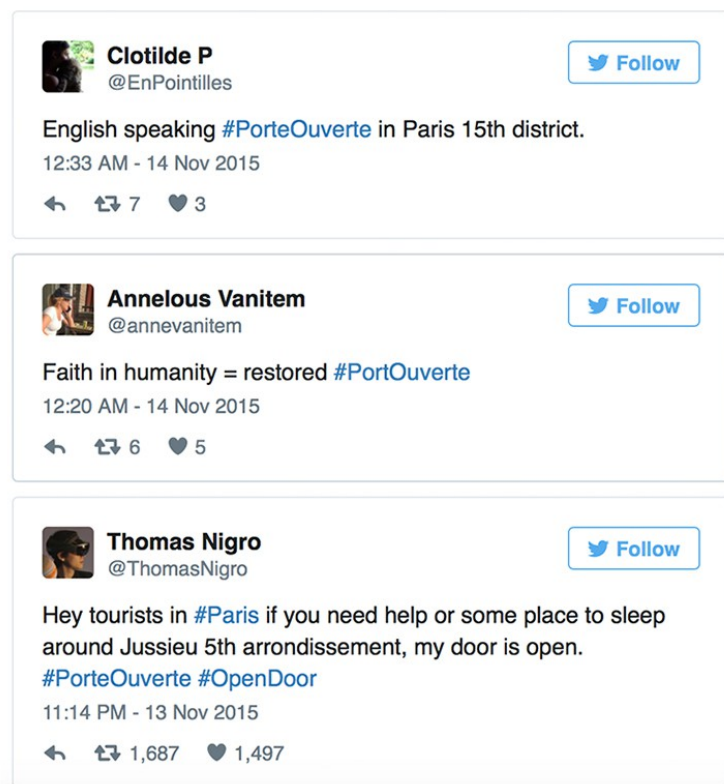 Clotilde P
@EnPointilles
Follow
English speaking #PorteOuverte in Paris 15th district.
12:33 AM - 14 Nov 2015
7 3
Annelous Vanitem
@annevanitem
Follow
Faith in humanity = restored #PortOuverte
12:20 AM - 14 Nov 2015
6 5
Thomas Nigro
@ThomasNigro
Follow
Hey tourists in #Paris if you need help or some place to sleep
around Jussieu 5th arrondissement, my door is open.
#PorteOuverte #OpenDoor
11:14 PM - 13 Nov 2015
1,687 1,497